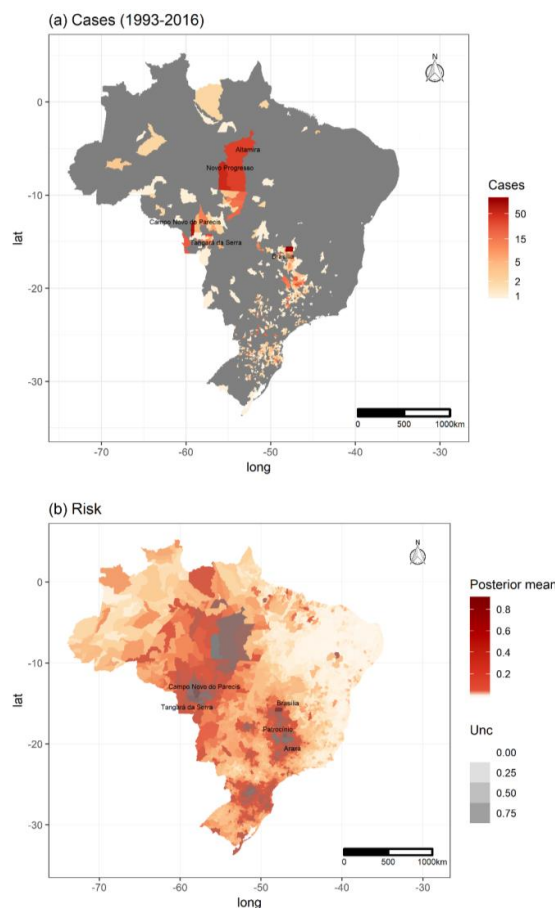 (a) Cases (1993-2016)
N
0
Altamira
Novo Progresso
-10
Campo Novo do Parecis
Tangará da Serra
Brasília
lat
-20
-30
0 500 1000km
-70 -60 -50 -40 -30
long
Cases
50
15
5
2
1
(b) Risk
N
0
-10
Campo Novo do Parecis
Tangará da Serra
Brasília
Patrocínio
Araxá
lat
-20
-30
0 500 1000km
-70 -60 -50 -40 -30
long
Posterior mean
0.8
0.6
0.4
0.2
Unc
0.00
0.25
0.50
0.75